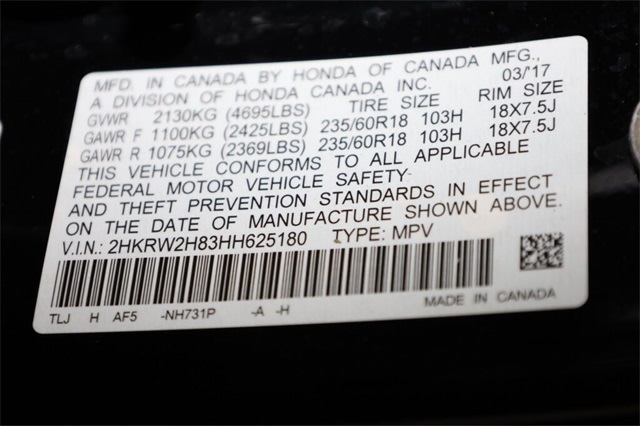 MFD. IN CANADA BY HONDA OF CANADA MFG.,
A DIVISION OF HONDA CANADA INC. 03/'17
GVWR 2130KG (4695LBS) TIRE SIZE RIM SIZE
GAWR F 1100KG (2425LBS) 235/60R18 103H 18X7.5J
GAWR R 1075KG (2369LBS) 235/60R18 103H 18X7.5J
THIS VEHICLE CONFORMS TO ALL APPLICABLE
FEDERAL MOTOR VEHICLE SAFETY
AND THEFT PREVENTION STANDARDS IN EFFECT
ON THE DATE OF MANUFACTURE SHOWN ABOVE.
V.I.N.: 2HKRW2H83HH625180 TYPE: MPV
TLJ H AF5 -NH731P -A -H MADE IN CANADA